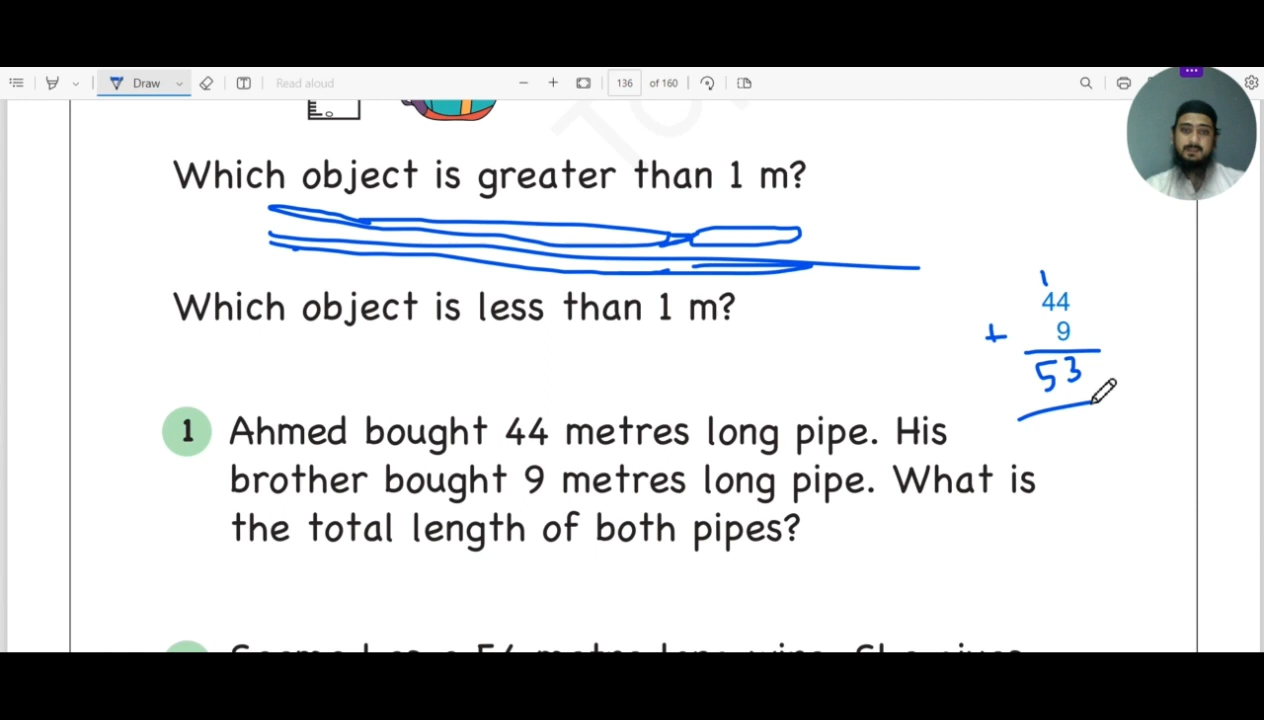 Draw
Read aloud
136 of 160
Which object is greater than 1 m?
Which object is less than 1 m?
1
44
+ 9
53
1 Ahmed bought 44 metres long pipe. His
brother bought 9 metres long pipe. What is
the total length of both pipes?